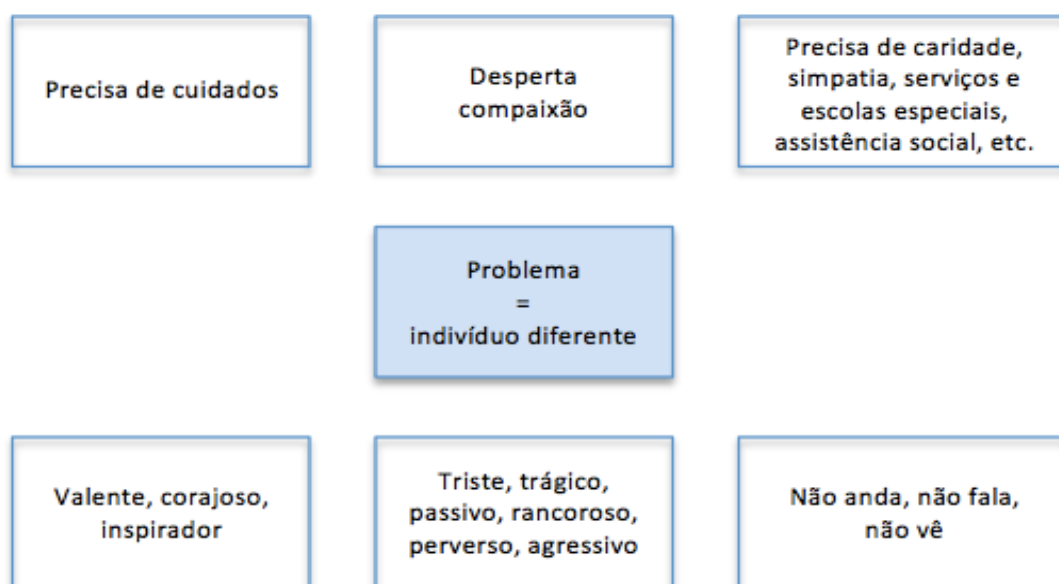 Precisa de cuidados
Desperta
compaixão
Precisa de caridade,
simpatia, serviços e
escolas especiais,
assistência social, etc.
Problema
=
indivíduo diferente
Valente, corajoso,
inspirador
Triste, trágico,
passivo, rancoroso,
perverso, agressivo
Não anda, não fala,
não vê